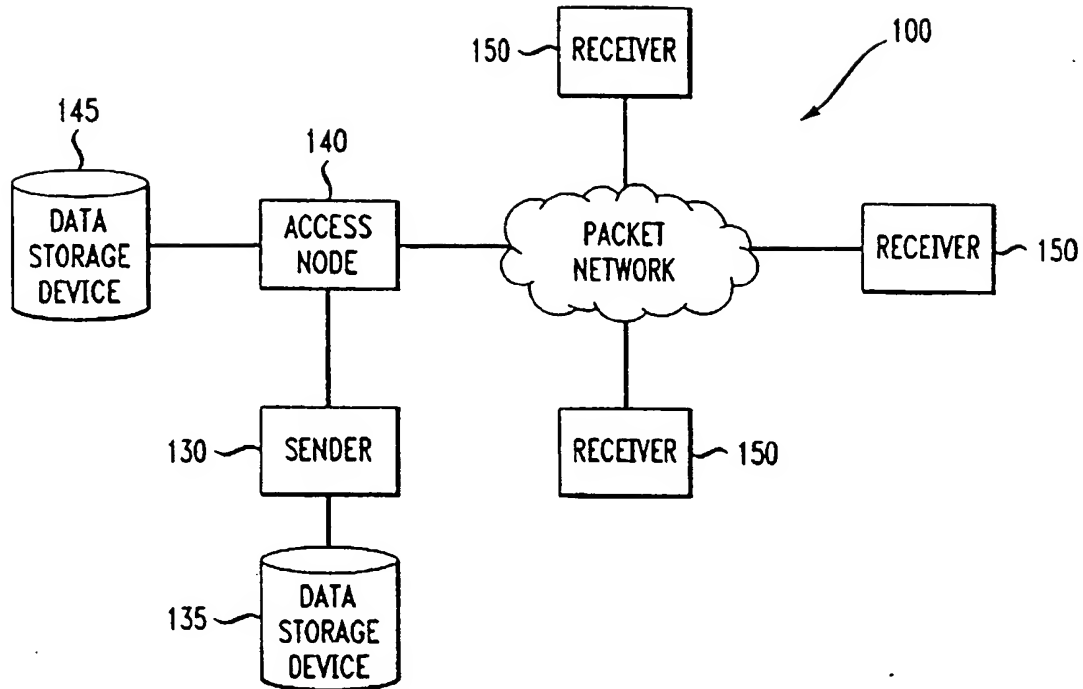 150
RECEIVER
100
145
140
DATA
STORAGE
DEVICE
ACCESS
NODE
PACKET
NETWORK
RECEIVER
150
130
SENDER
RECEIVER
150
135
DATA
STORAGE
DEVICE